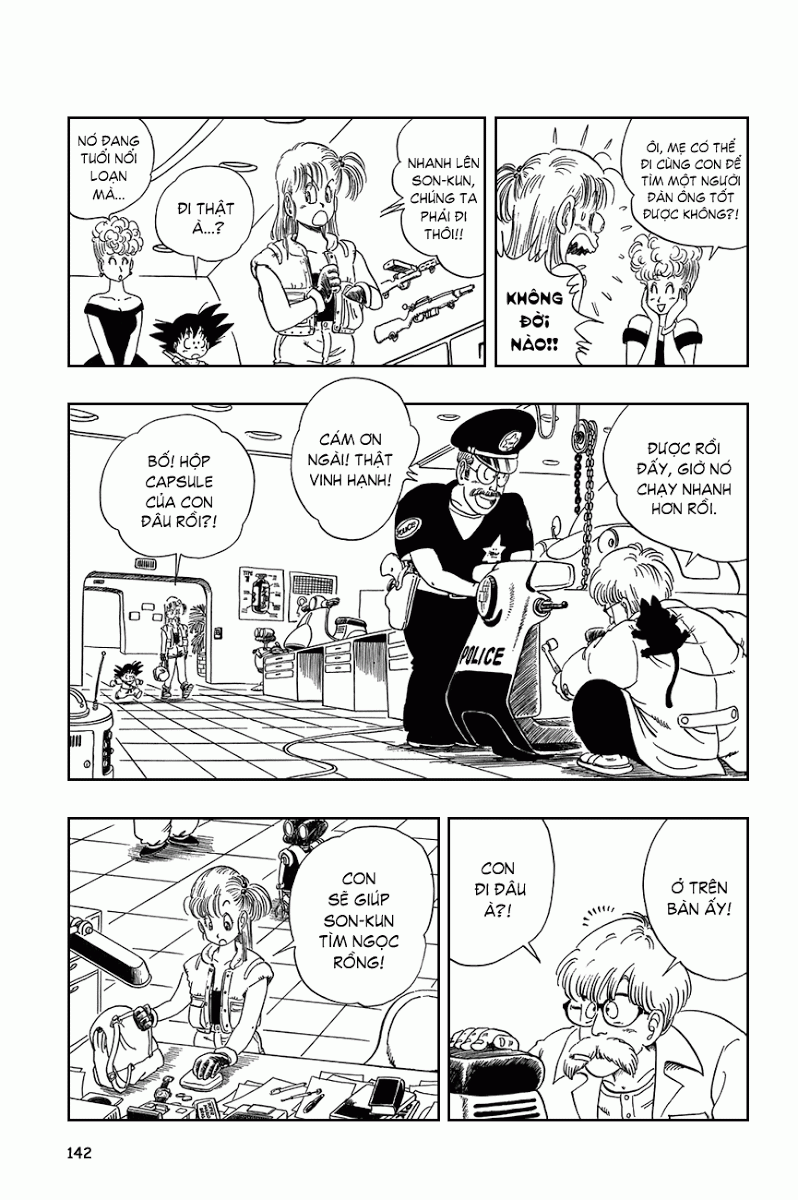 ÔI, MẸ CÓ THỂ
ĐI CÙNG CON ĐỂ
TÌM MỘT NGƯỜI
ĐÀN ÔNG TỐT
ĐƯỢC KHÔNG?!
KHÔNG
ĐỜI
NÀO!!
NHANH LÊN
SON-KUN,
CHÚNG TA
PHẢI ĐI
THÔI!!
ĐI THẬT
À...?
NÓ ĐANG
TUỔI NỔI
LOẠN
MÀ...
ĐƯỢC RỒI
ĐẤY, GIỜ NÓ
CHẠY NHANH
HƠN RỒI.
CÁM ƠN
NGÀI! THẬT
VINH HẠNH!
BỐ! HỘP
CAPSULE
CỦA CON
ĐÂU RỒI?!
POLICE
Ở TRÊN
BÀN ẤY!
CON
ĐI ĐÂU
À?!
CON
SẼ GIÚP
SON-KUN
TÌM NGỌC
RỒNG!
142